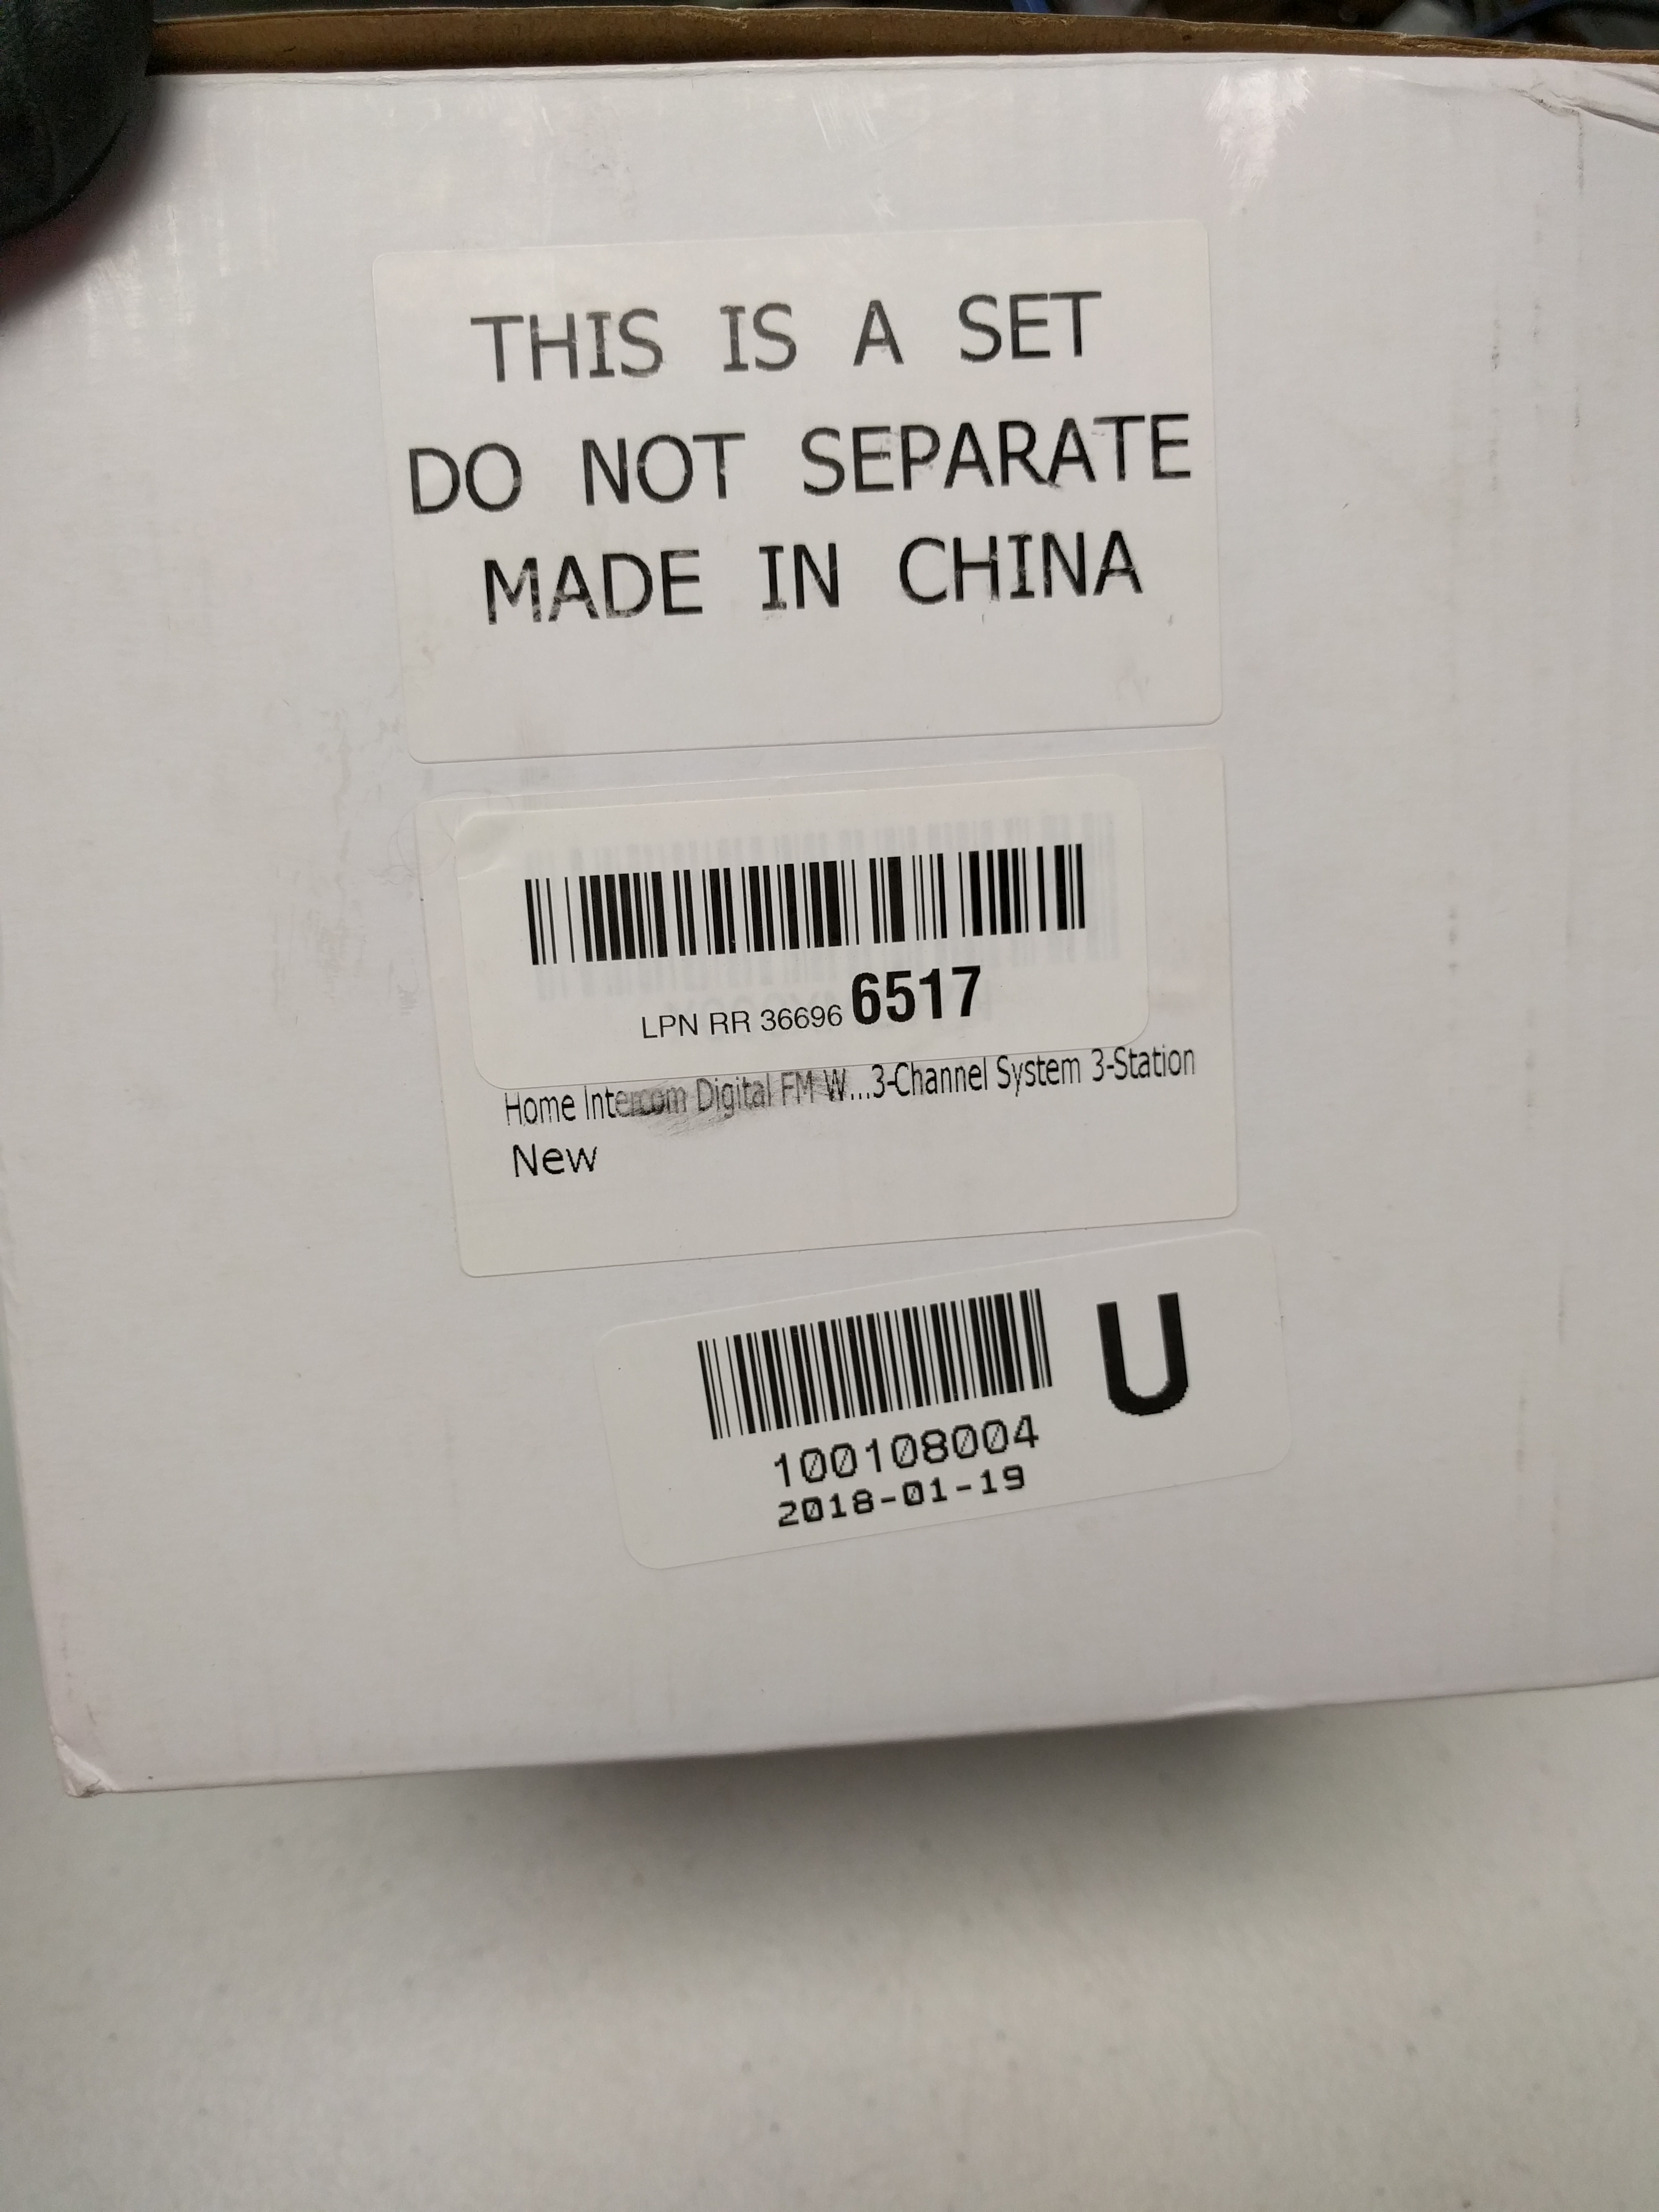 THIS IS A SET
DO NOT SEPARATE
MADE IN CHINA
LPN RR 36696 6517
Home Intercom Digital FM W...3-Channel System 3-Station
New
U
100108004
2018-01-19